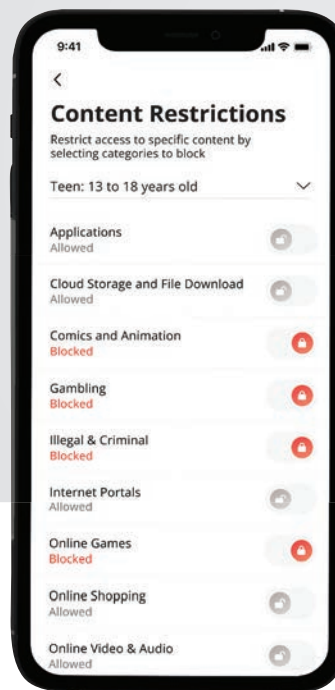 9:41
Content Restrictions
Restrict access to specific content by
selecting categories to block
Teen: 13 to 18 years old
Applications
Allowed
Cloud Storage and File Download
Allowed
Comics and Animation
Blocked
Gambling
Blocked
Illegal & Criminal
Blocked
Internet Portals
Allowed
Online Games
Blocked
Online Shopping
Allowed
Online Video & Audio
Allowed